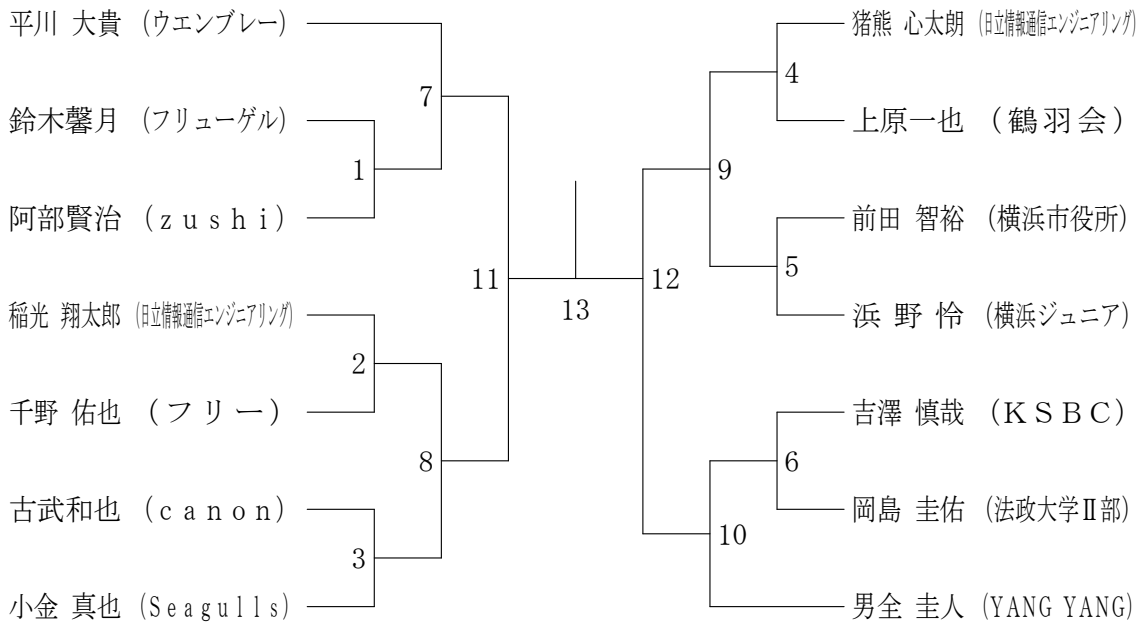 平川 大貴 (ウエンブレー)
7
鈴木馨月 (フリューゲル)
1
阿部賢治 (zushi)
11
稲光 翔太郎 (日立情報通信エンジニアリング)
2
千野 佑也 (フリー)
8
古武和也 (canon)
3
小金 真也 (Seagulls)
13
猪熊 心太朗 (日立情報通信エンジニアリング)
4
上原一也 (鶴羽会)
9
前田 智裕 (横浜市役所)
5
12
浜野怜 (横浜ジュニア)
吉澤 慎哉 (KSBC)
6
岡島 圭佑 (法政大学Ⅱ部)
10
男全 圭人 (YANG YANG)